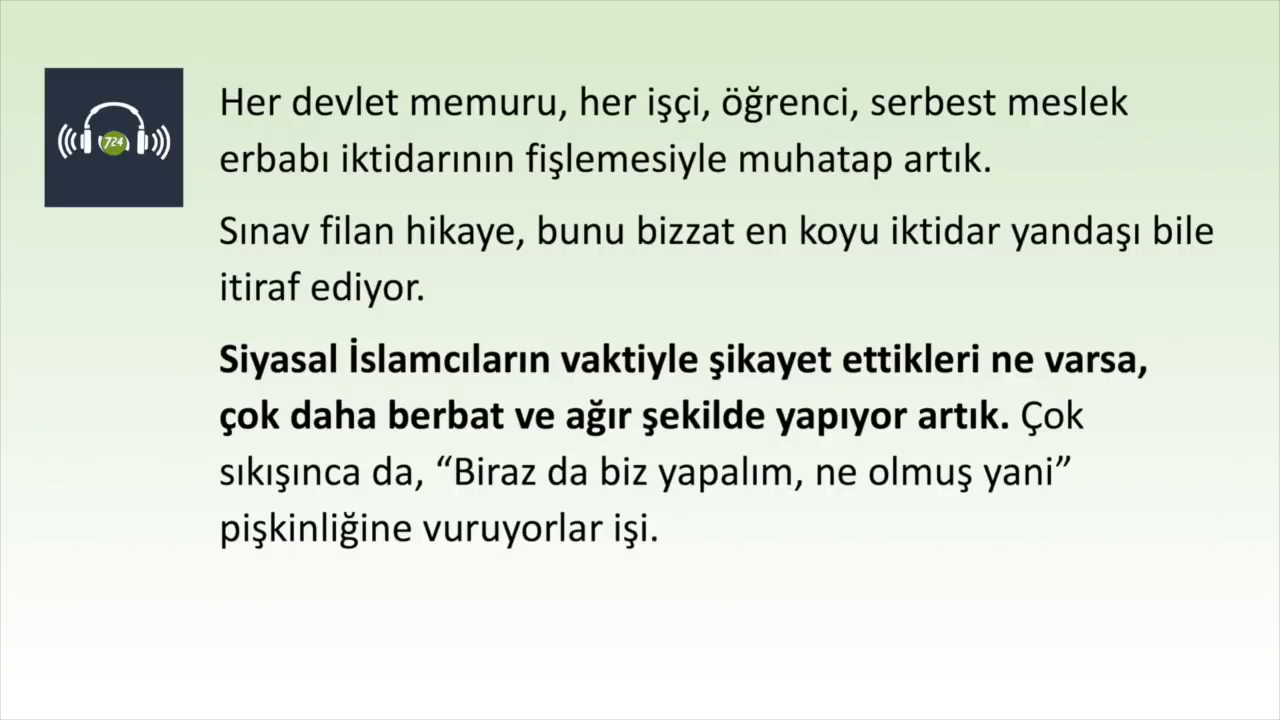 724
Her devlet memuru, her işçi, öğrenci, serbest meslek
erbabı iktidarının fişlemesiyle muhatap artık.
Sınav filan hikaye, bunu bizzat en koyu iktidar yandaşı bile
itiraf ediyor.
Siyasal İslamcıların vaktiyle şikayet ettikleri ne varsa,
çok daha berbat ve ağır şekilde yapıyor artık. Çok
sıkışınca da, “Biraz da biz yapalım, ne olmuş yani”
pişkinliğine vuruyorlar işi.